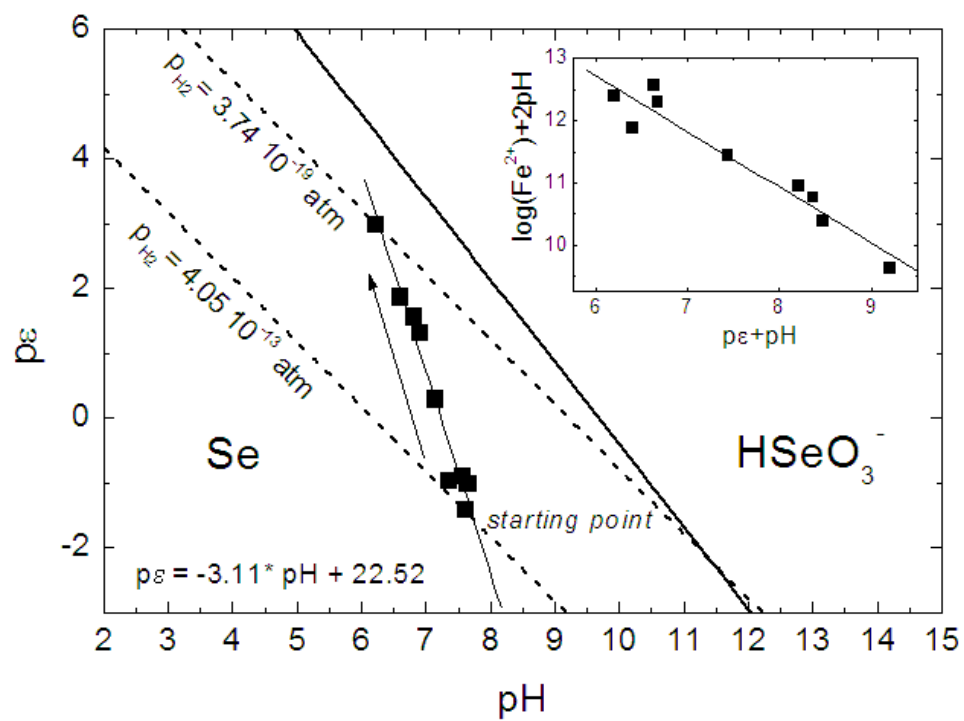 6
4
2
0
-2
pε
p_H2 = 3.74 10^-19 atm
p_H2 = 4.05 10^-13 atm
Se
HSeO₃⁻
starting point
pε = -3.11* pH + 22.52
2 3 4 5 6 7 8 9 10 11 12 13 14 15
pH
13
12
11
10
log(Fe²⁺)+2pH
6 7 8 9
pε+pH